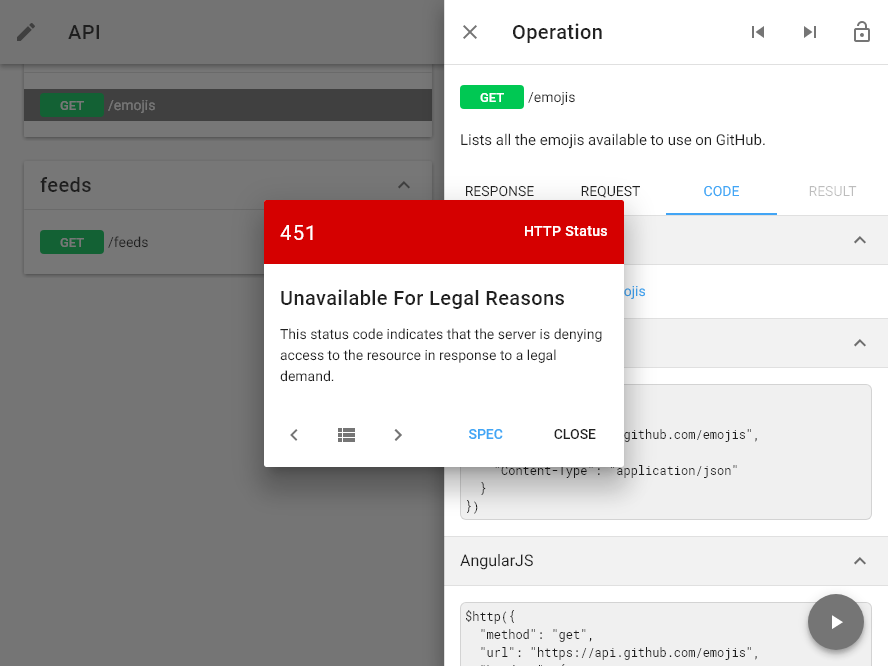 API
GET /emojis
feeds
GET /feeds
Operation
GET /emojis
Lists all the emojis available to use on GitHub.
RESPONSE REQUEST CODE RESULT
ojis
451 HTTP Status
Unavailable For Legal Reasons
This status code indicates that the server is denying
access to the resource in response to a legal
demand.
SPEC CLOSE
github.com/emojis",
"Content-Type": "application/json"
}
})
AngularJS
$http({
"method": "get",
"url": "https://api.github.com/emojis",